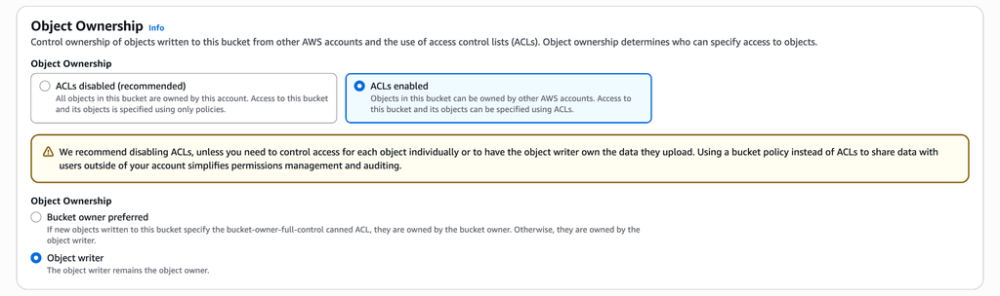 Object Ownership Info
Control ownership of objects written to this bucket from other AWS accounts and the use of access control lists (ACLs). Object ownership determines who can specify access to objects.
Object Ownership
ACLs disabled (recommended)
All objects in this bucket are owned by this account. Access to this bucket
and its objects is specified using only policies.
ACLs enabled
Objects in this bucket can be owned by other AWS accounts. Access to
this bucket and its objects can be specified using ACLs.
We recommend disabling ACLs, unless you need to control access for each object individually or to have the object writer own the data they upload. Using a bucket policy instead of ACLs to share data with
users outside of your account simplifies permissions management and auditing.
Object Ownership
Bucket owner preferred
If new objects written to this bucket specify the bucket-owner-full-control canned ACL, they are owned by the bucket owner. Otherwise, they are owned by the
object writer.
Object writer
The object writer remains the object owner.